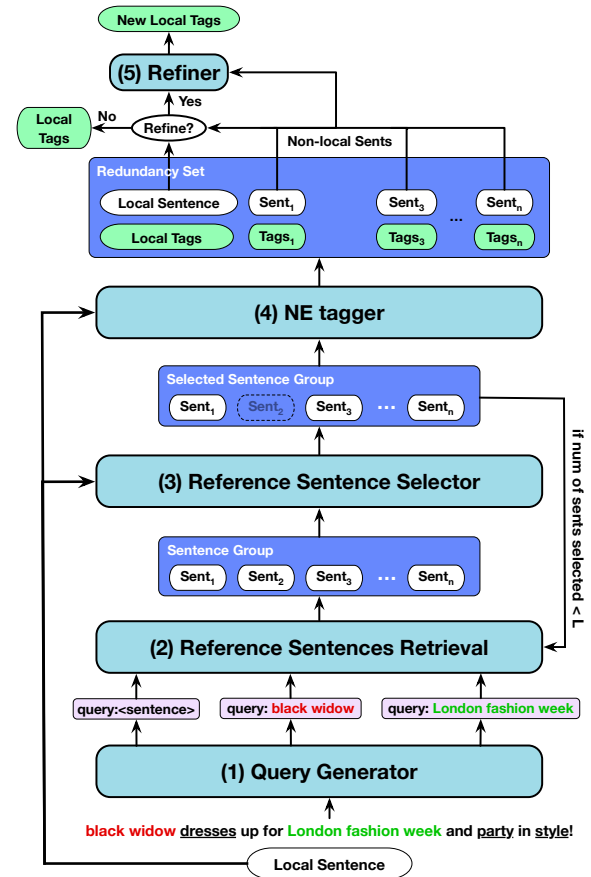 New Local Tags
(5) Refiner
Yes
No
Local
Tags
Refine?
Non-local Sents
Redundancy Set
Local Sentence Sent₁ Sent₃ Sentₙ
...
Local Tags Tags₁ Tags₃ Tagsₙ
(4) NE tagger
Selected Sentence Group
Sent₁ Sent₂ Sent₃ ... Sentₙ
if num of sents selected < L
(3) Reference Sentence Selector
Sentence Group
Sent₁ Sent₂ Sent₃ ... Sentₙ
(2) Reference Sentences Retrieval
query:<sentence> query: black widow query: London fashion week
(1) Query Generator
black widow dresses up for London fashion week and party in style!
Local Sentence